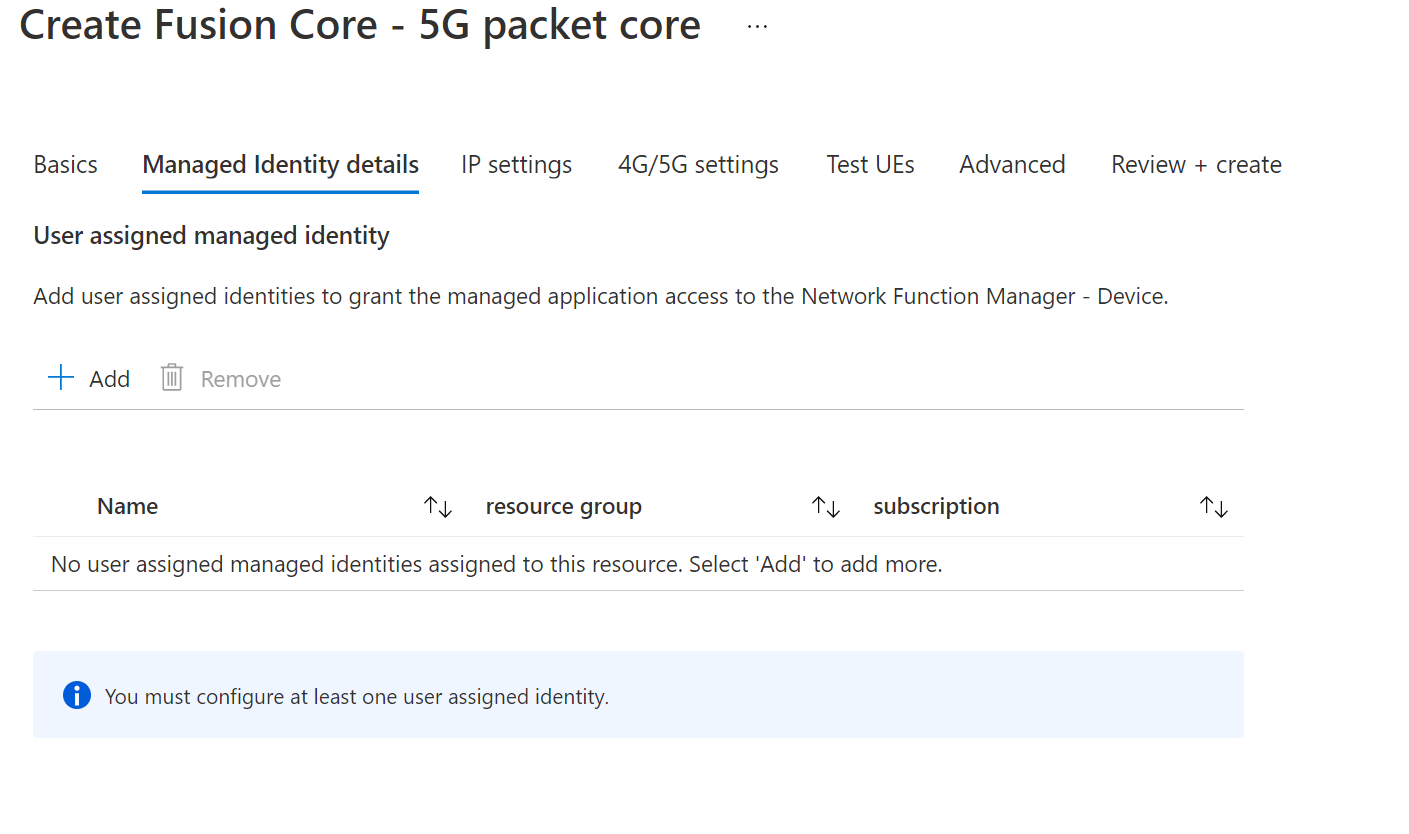 Create Fusion Core - 5G packet core ...
Basics Managed Identity details IP settings 4G/5G settings Test UEs Advanced Review + create
User assigned managed identity
Add user assigned identities to grant the managed application access to the Network Function Manager - Device.
Add Remove
Name resource group subscription
No user assigned managed identities assigned to this resource. Select 'Add' to add more.
You must configure at least one user assigned identity.